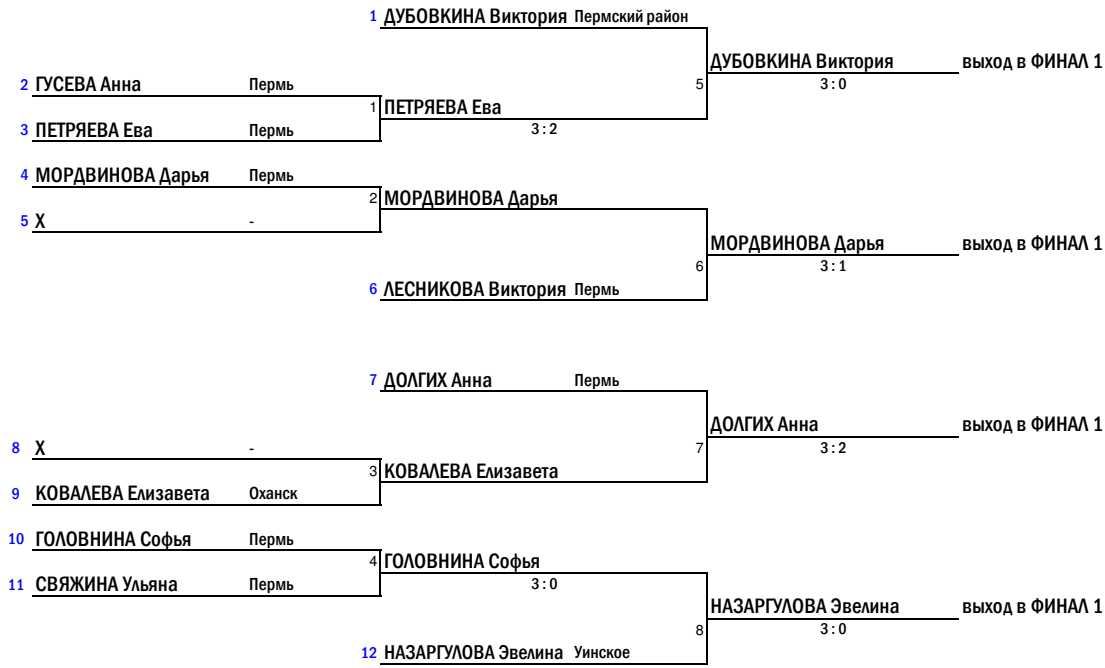 1 ДУБОВКИНА Виктория Пермский район
ДУБОВКИНА Виктория выход в ФИНАЛ 1
2 ГУСЕВА Анна Пермь 5 3 : 0
1 ПЕТРЯЕВА Ева
3 ПЕТРЯЕВА Ева Пермь 3 : 2
4 МОРДВИНОВА Дарья Пермь
2 МОРДВИНОВА Дарья
5 Х -
МОРДВИНОВА Дарья выход в ФИНАЛ 1
6 3 : 1
6 ЛЕСНИКОВА Виктория Пермь
7 ДОЛГИХ Анна Пермь
ДОЛГИХ Анна выход в ФИНАЛ 1
8 Х - 7 3 : 2
3 КОВАЛЕВА Елизавета
9 КОВАЛЕВА Елизавета Оханск
10 ГОЛОВНИНА Софья Пермь
4 ГОЛОВНИНА Софья
11 СВЯЖИНА Ульяна Пермь 3 : 0
НАЗАРГУЛОВА Эвелина выход в ФИНАЛ 1
8 3 : 0
12 НАЗАРГУЛОВА Эвелина Уинское